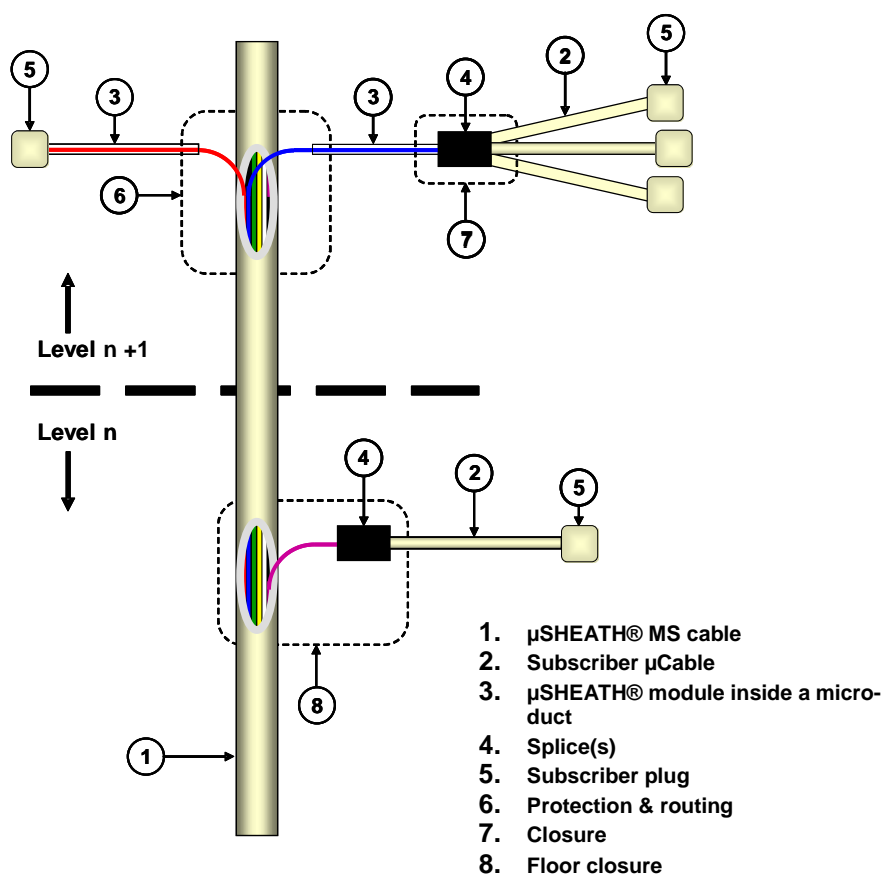 5
3
3
4
2
5
6
7
Level n +1
Level n
4
2
5
8
1
1. µSHEATH® MS cable
2. Subscriber µCable
3. µSHEATH® module inside a micro-
duct
4. Splice(s)
5. Subscriber plug
6. Protection & routing
7. Closure
8. Floor closure